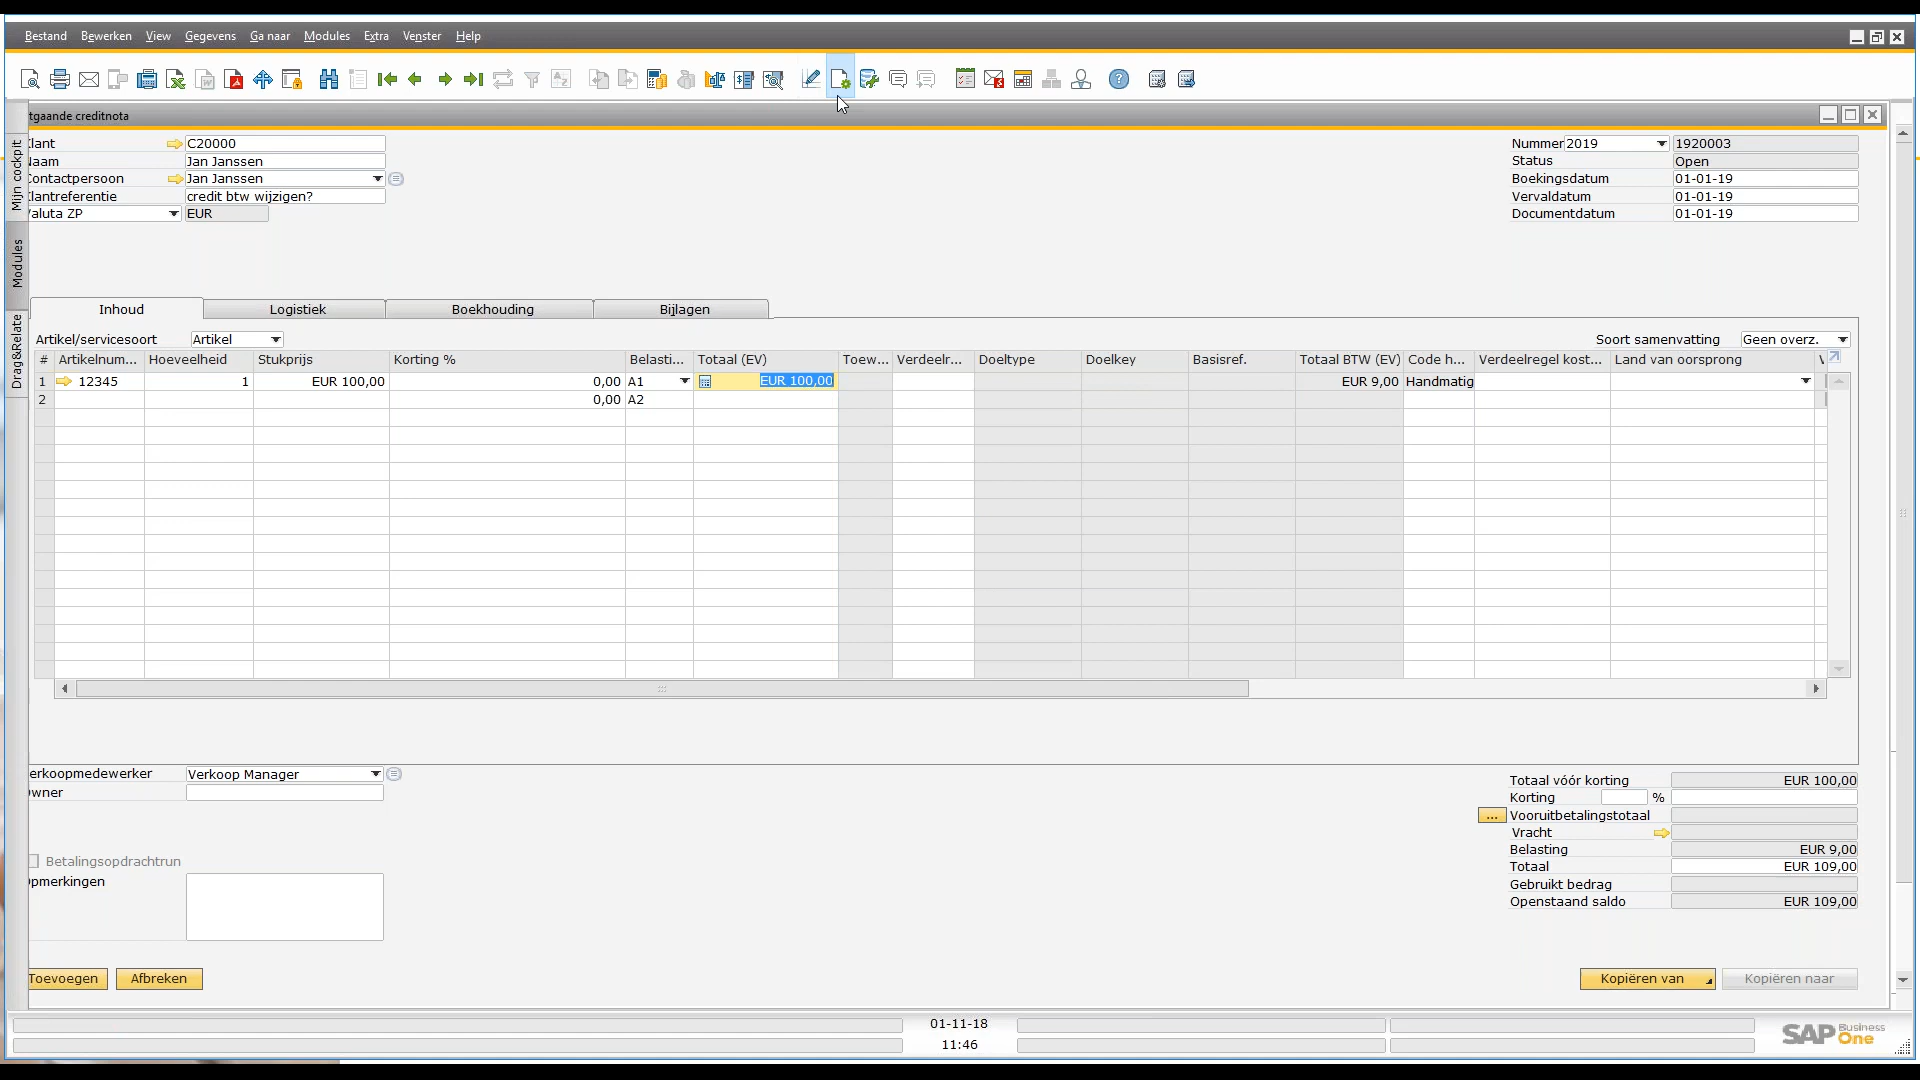 Bestand Bewerken View Gegevens Ga naar Modules Extra Venster Help
tgaande creditnota
Mijn cockpit
Modules
Drag&Relate
Klant C20000
Naam Jan Janssen
Contactpersoon Jan Janssen
Klantreferentie credit btw wijzigen?
Valuta ZP EUR
Nummer 2019 1920003
Status Open
Boekingsdatum 01-01-19
Vervaldatum 01-01-19
Documentdatum 01-01-19
Inhoud Logistiek Boekhouding Bijlagen
Artikel/servicesoort Artikel Soort samenvatting Geen overz.
# Artikelnum... Hoeveelheid Stukprijs Korting % Belasti... Totaal (EV) Toew... Verdeelr... Doeltype Doelkey Basisref. Totaal BTW (EV) Code h... Verdeelregel kost... Land van oorsprong
1 12345 1 EUR 100,00 0,00 A1 EUR 100,00 EUR 9,00 Handmatig
2 0,00 A2
erkoopmedewerker Verkoop Manager
wner
Betalingsopdrachtrun
pmerkingen
Totaal vóór korting EUR 100,00
Korting %
... Vooruitbetalingstotaal
Vracht
Belasting EUR 9,00
Totaal EUR 109,00
Gebruikt bedrag
Openstaand saldo EUR 109,00
Toevoegen Afbreken Kopiëren van Kopiëren naar
01-11-18
11:46
SAP Business One